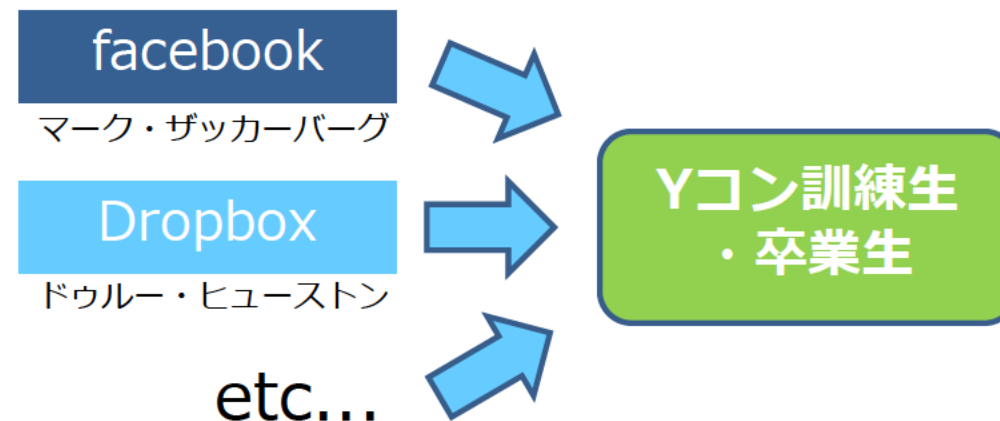 facebook
マーク・ザッカーバーグ
Dropbox
ドゥルー・ヒューストン
etc...
Yコン訓練生
・卒業生